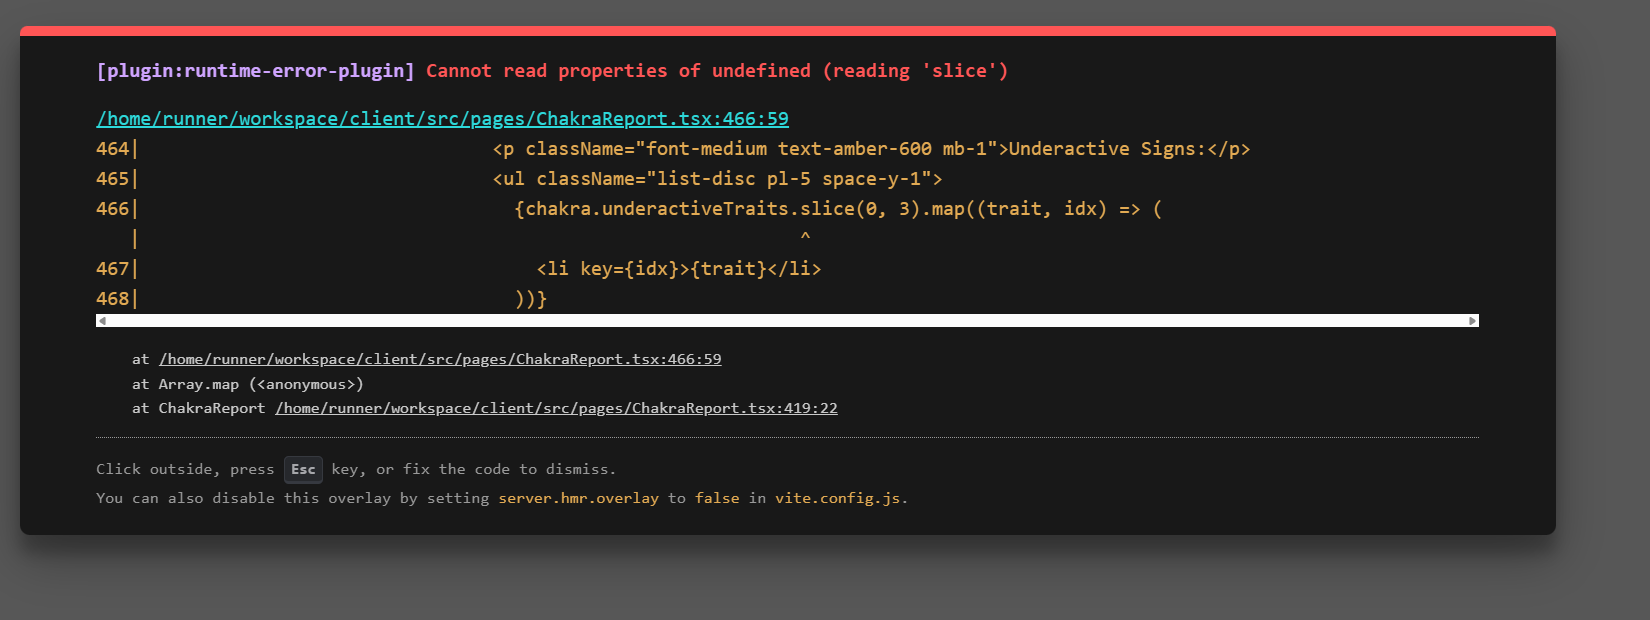 [plugin:runtime-error-plugin] Cannot read properties of undefined (reading 'slice')
/home/runner/workspace/client/src/pages/ChakraReport.tsx:466:59
464|                                <p className="font-medium text-amber-600 mb-1">Underactive Signs:</p>
465|                                <ul className="list-disc pl-5 space-y-1">
466|                                  {chakra.underactiveTraits.slice(0, 3).map((trait, idx) => (
   |                                                           ^
467|                                    <li key={idx}>{trait}</li>
468|                                  ))}
at /home/runner/workspace/client/src/pages/ChakraReport.tsx:466:59
at Array.map (<anonymous>)
at ChakraReport /home/runner/workspace/client/src/pages/ChakraReport.tsx:419:22
Click outside, press Esc key, or fix the code to dismiss.
You can also disable this overlay by setting server.hmr.overlay to false in vite.config.js.